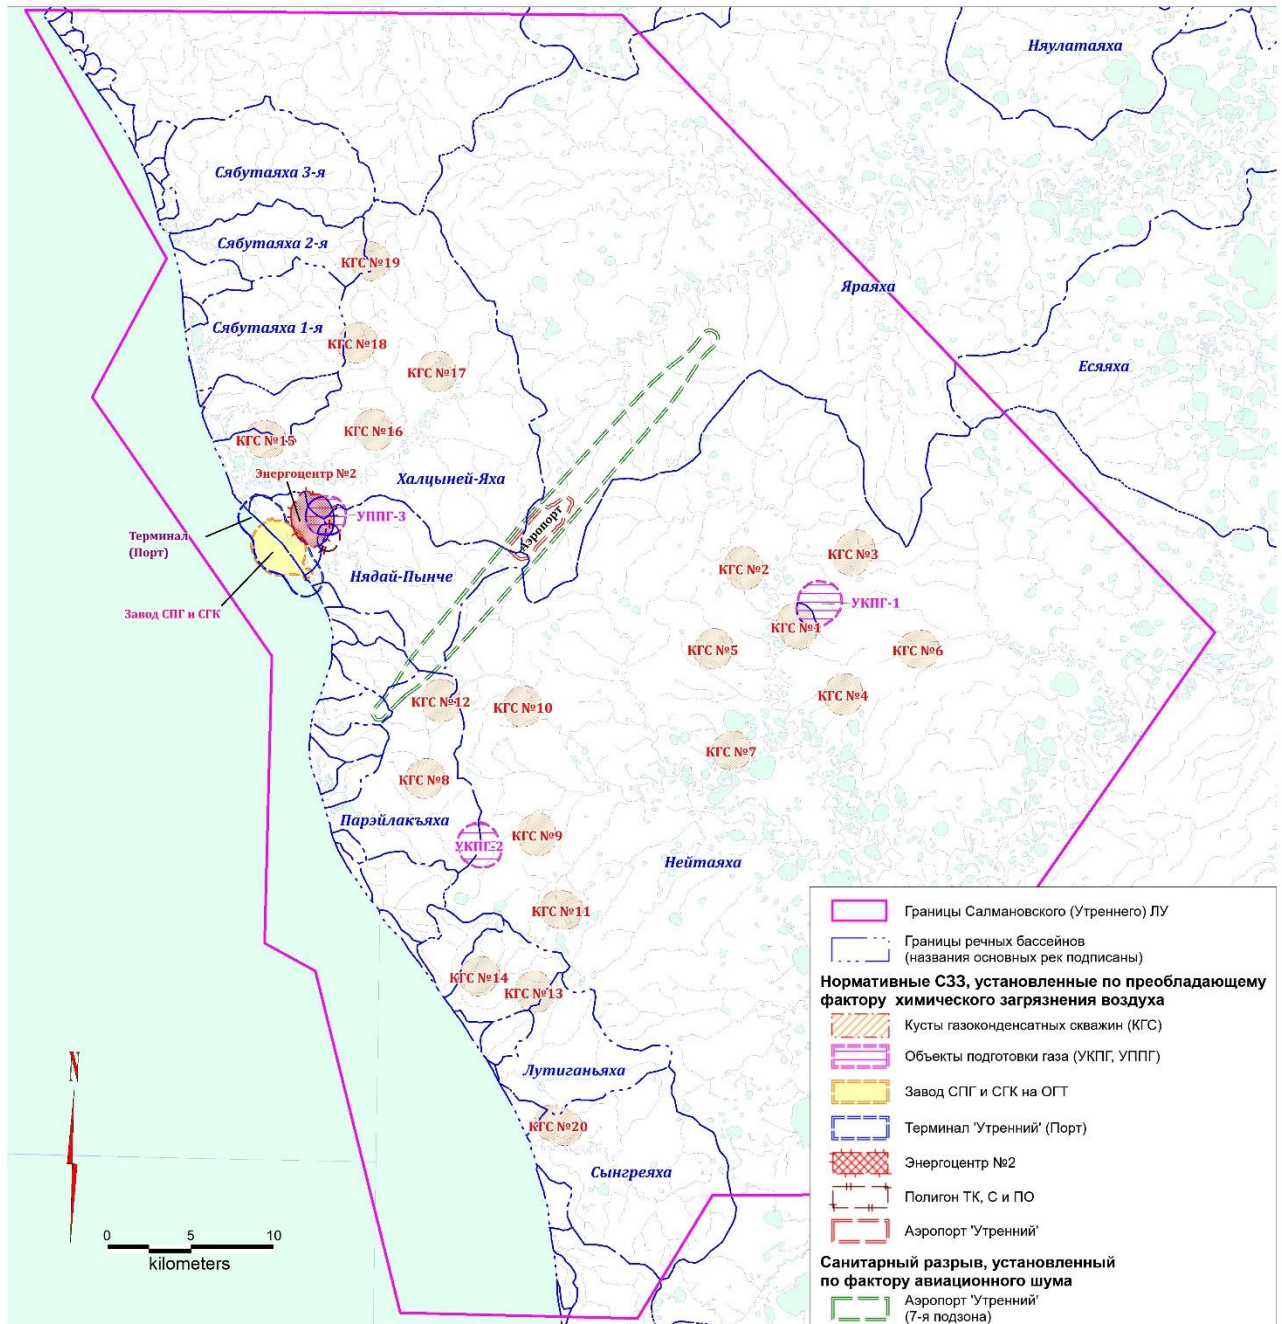 Няулатаяха
Сябутаяха 3-я
Сябутаяха 2-я
КГС №19
Яраяха
Сябутаяха 1-я
КГС №18
Есяяха
КГС №17
КГС №16
КГС №15
Энергоцентр №2
Халцыней-Яха
УППГ-3
Аэропорт
Терминал
(Порт)
КГС №3
КГС №2
Нядай-Пынче
УКПГ-1
Завод СПГ и СГК
КГС №1
КГС №5
КГС №6
КГС №4
КГС №12
КГС №10
КГС №7
КГС №8
Парэйлакъяха
КГС №9
УКПГ-2
Нейтаяха
КГС №11
КГС №14
КГС №13
Лутиганьяха
КГС №20
Сынгреяха
N
0 5 10
kilometers
Границы Салмановского (Утреннего) ЛУ
Границы речных бассейнов
(названия основных рек подписаны)
Нормативные СЗЗ, установленные по преобладающему
фактору химического загрязнения воздуха
Кусты газоконденсатных скважин (КГС)
Объекты подготовки газа (УКПГ, УППГ)
Завод СПГ и СГК на ОГТ
Терминал 'Утренний' (Порт)
Энергоцентр №2
Полигон ТК, С и ПО
Аэропорт 'Утренний'
Санитарный разрыв, установленный
по фактору авиационного шума
Аэропорт 'Утренний'
(7-я подзона)